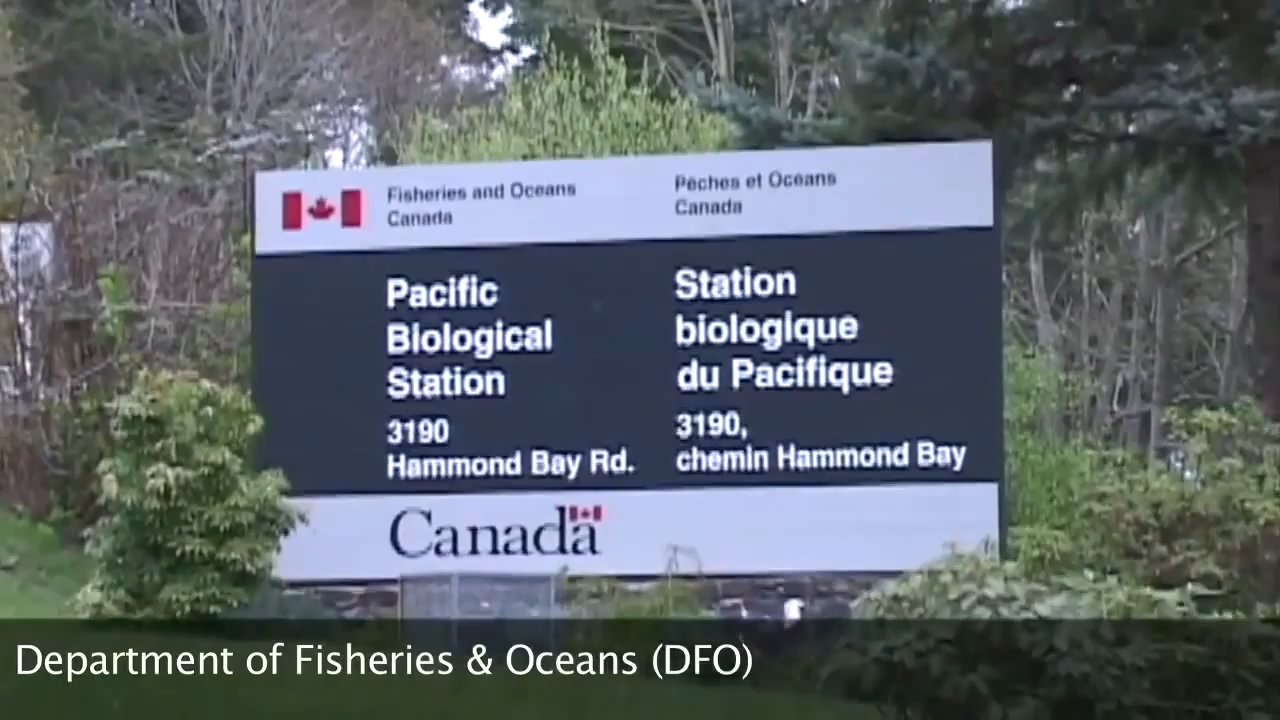 Fisheries and Oceans
Canada
Pêches et Océans
Canada
Pacific
Biological
Station
3190
Hammond Bay Rd.
Station
biologique
du Pacifique
3190,
chemin Hammond Bay
Canada
Department of Fisheries & Oceans (DFO)